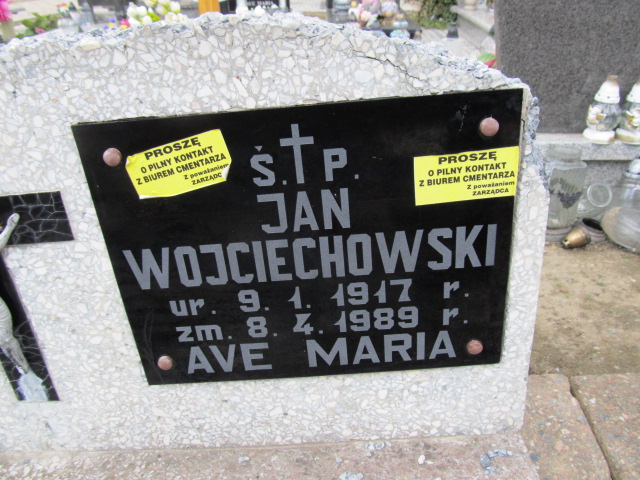 Ś. P.
JAN
WOJCIECHOWSKI
ur. 9. 1. 1917 r.
zm. 8. 4. 1989 r.
AVE MARIA
PROSZĘ
O PILNY KONTAKT
Z BIUREM CMENTARZA
Z poważaniem
ZARZĄDC
PROSZĘ
O PILNY KONTAKT
Z BIUREM CMENTARZA
Z poważaniem
ZARZĄDCA